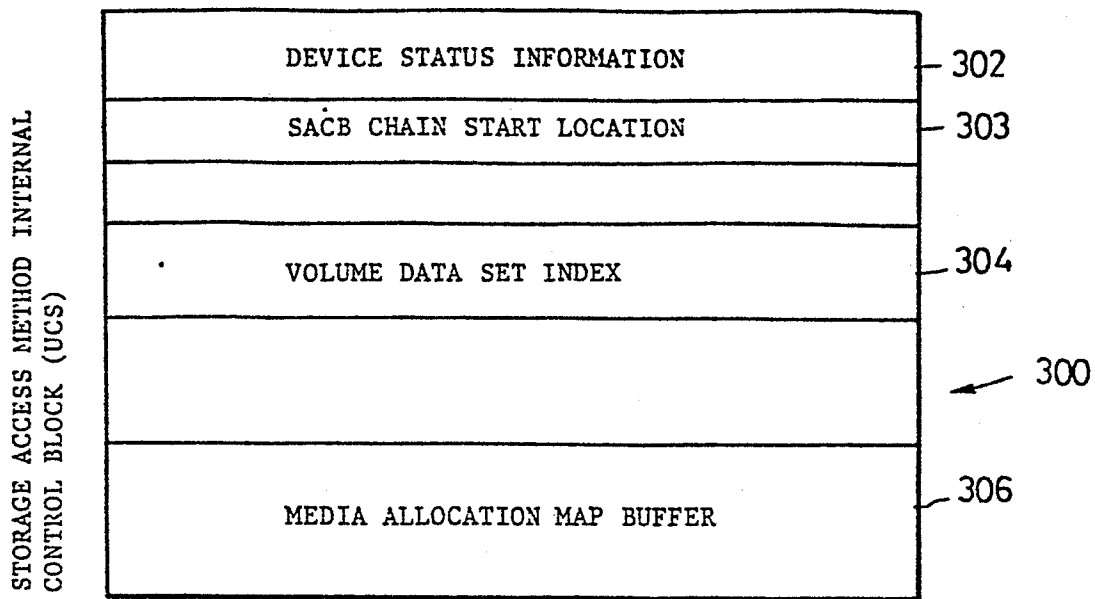 DEVICE STATUS INFORMATION
302
SACB CHAIN START LOCATION
303
VOLUME DATA SET INDEX
304
300
MEDIA ALLOCATION MAP BUFFER
306
STORAGE ACCESS METHOD INTERNAL
CONTROL BLOCK (UCS)